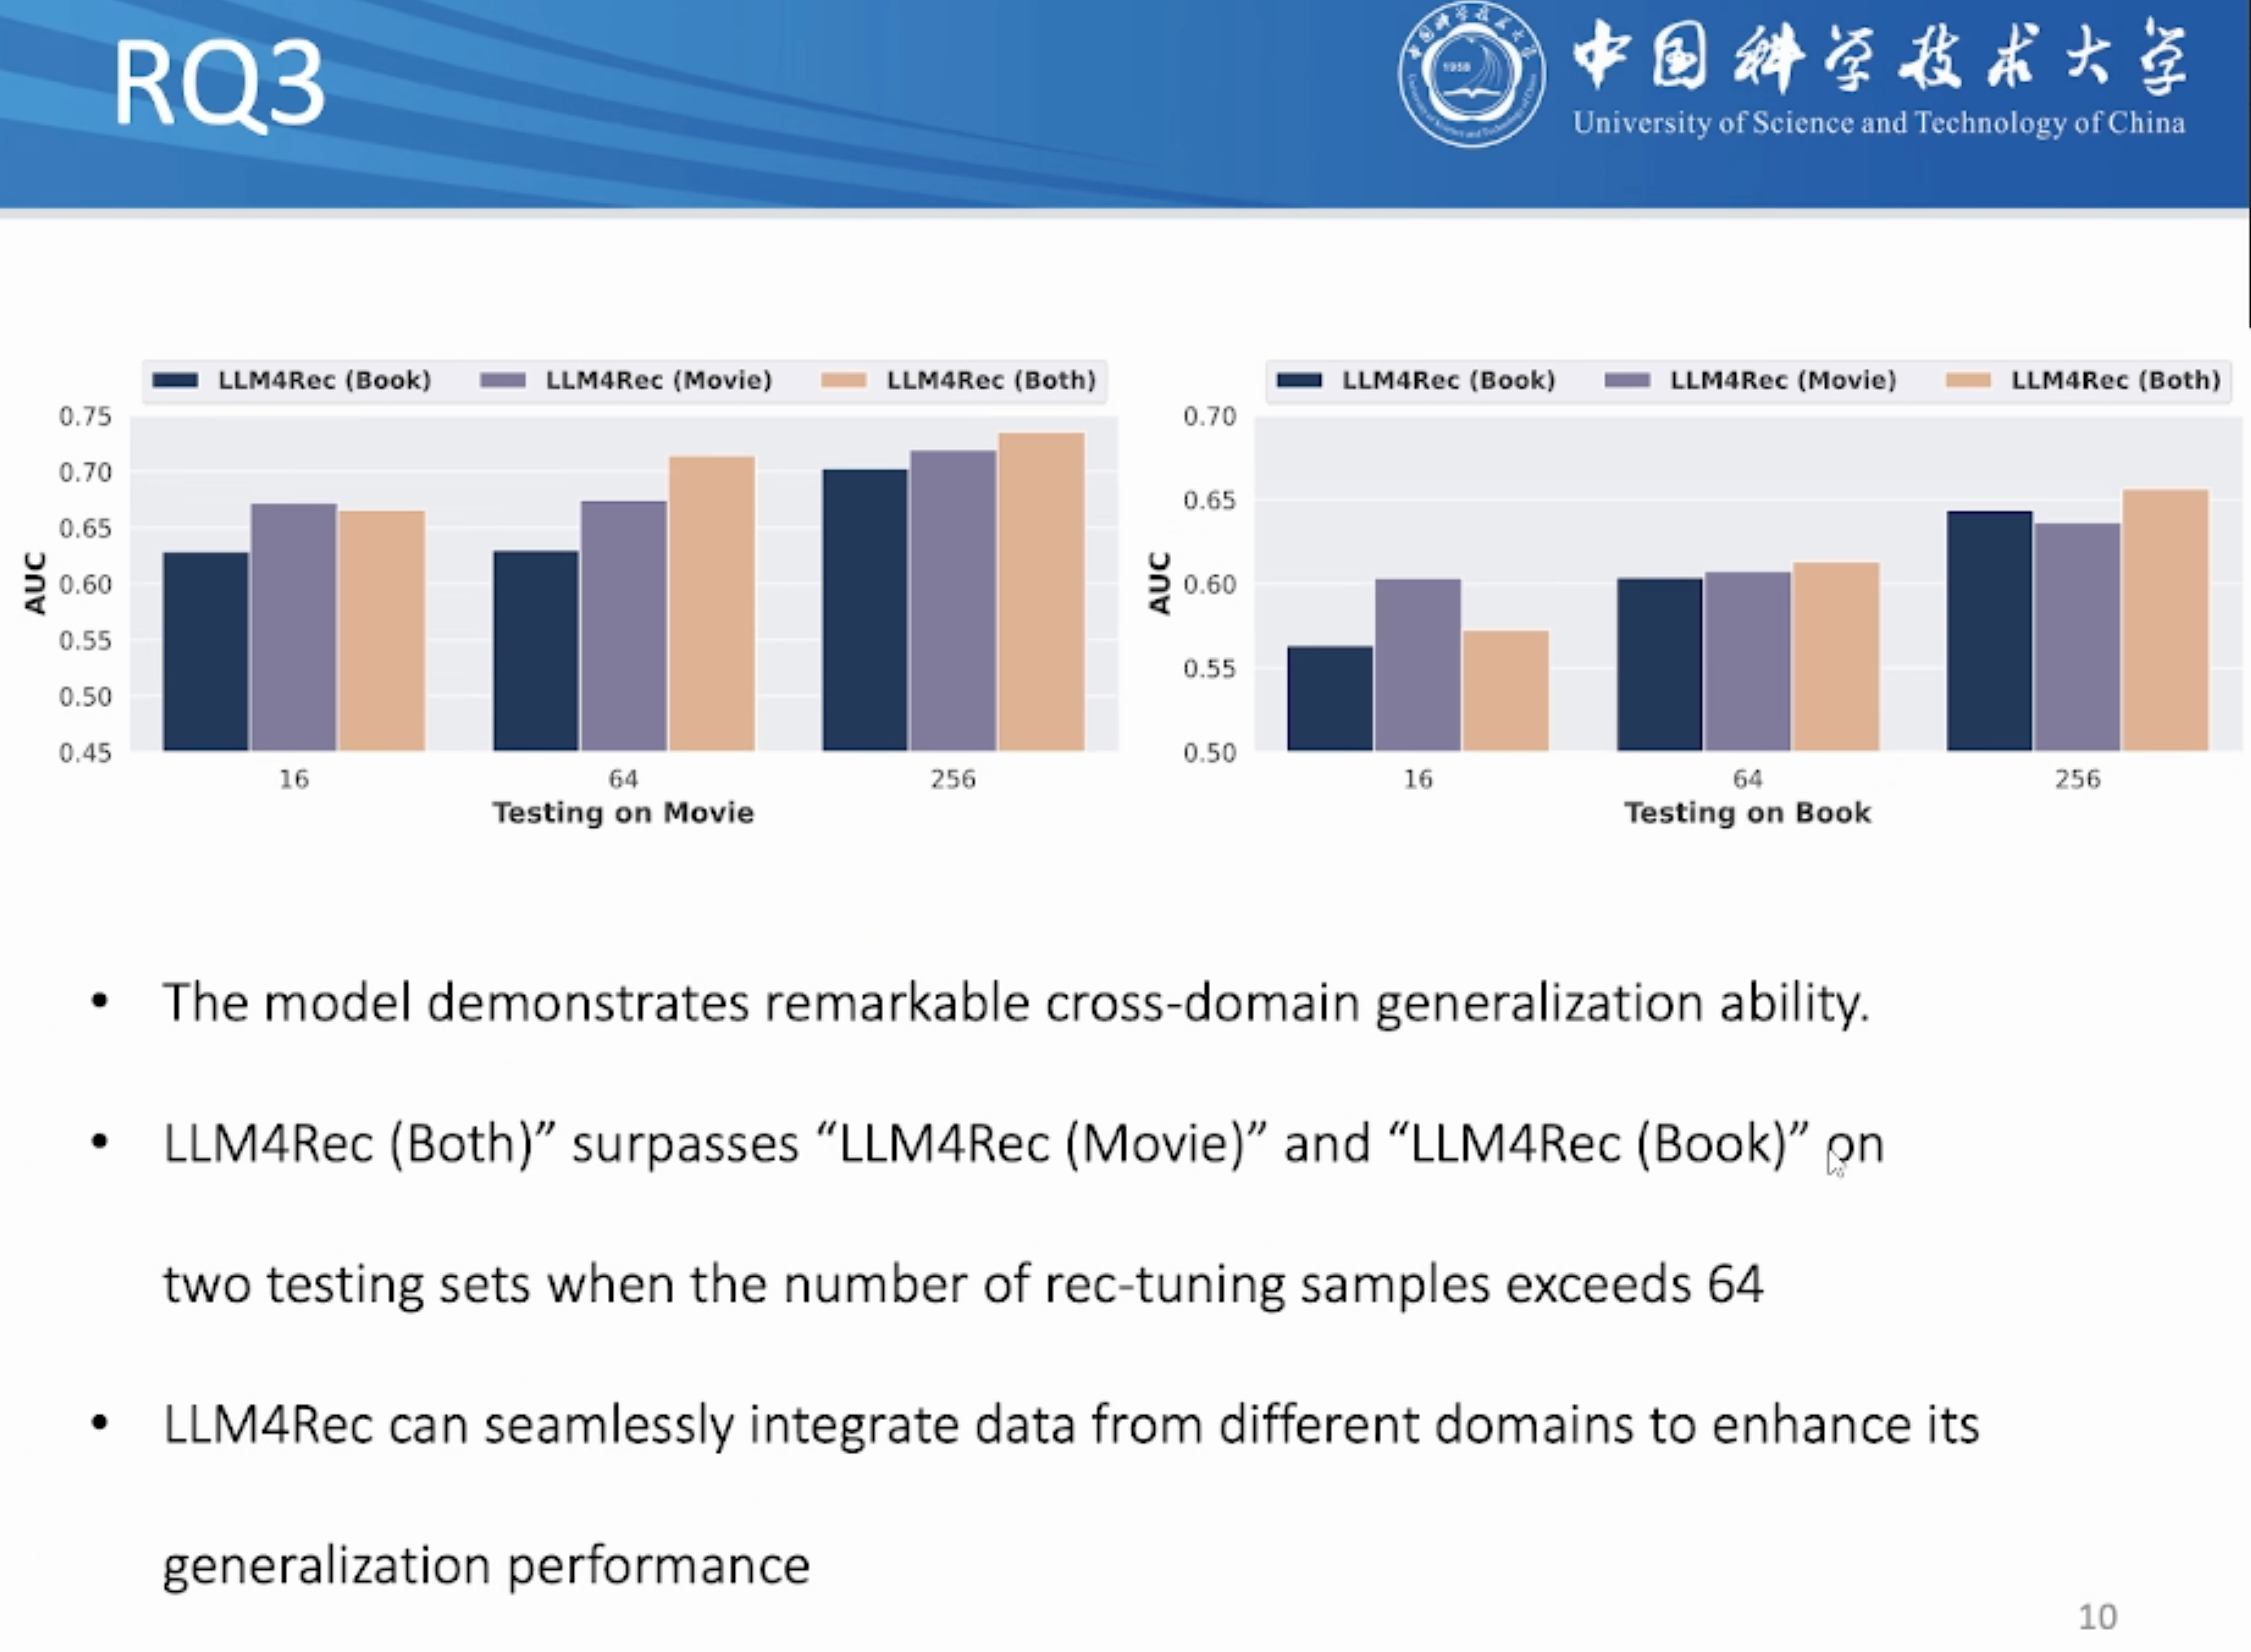 RQ3
中国科学技术大学
University of Science and Technology of China
1958
LLM4Rec (Book) LLM4Rec (Movie) LLM4Rec (Both)
0.75
0.70
0.65
0.60
0.55
0.50
0.45
AUC
16 64 256
Testing on Movie
LLM4Rec (Book) LLM4Rec (Movie) LLM4Rec (Both)
0.70
0.65
0.60
0.55
0.50
AUC
16 64 256
Testing on Book
• The model demonstrates remarkable cross-domain generalization ability.
• LLM4Rec (Both)” surpasses “LLM4Rec (Movie)” and “LLM4Rec (Book)” on
two testing sets when the number of rec-tuning samples exceeds 64
• LLM4Rec can seamlessly integrate data from different domains to enhance its
generalization performance
10